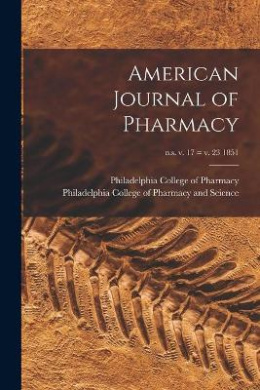 American
Journal of
Pharmacy
n.s. v. 17 = v. 23 1851
Philadelphia College of Pharmacy
Philadelphia College of Pharmacy and Science